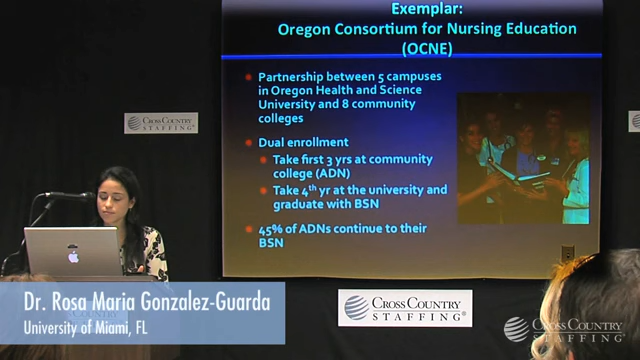 Exemplar:
Oregon Consortium for Nursing Education
(OCNE)
Partnership between 5 campuses
in Oregon Health and Science
University and 8 community
colleges
Dual enrollment
Take first 3 yrs at community
college (ADN)
Take 4th yr at the university and
graduate with BSN
45% of ADNs continue to their
BSN
CROSS COUNTRY
STAFFING®
Dr. Rosa Maria Gonzalez-Guarda
University of Miami, FL
CROSS COUNTRY
STAFFING®
CROSS COUNTRY
STAFFING®